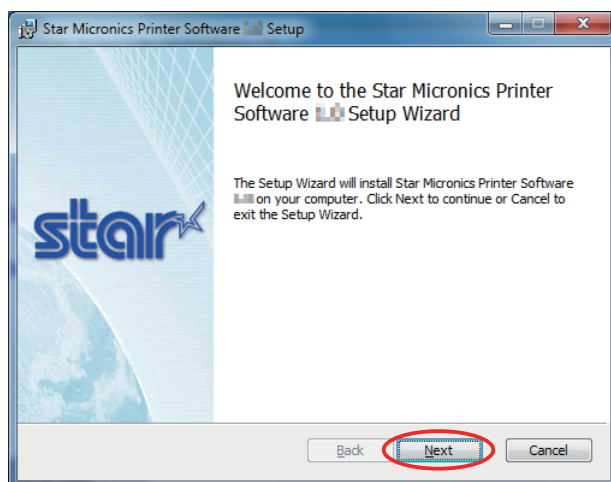 Star Micronics Printer Software Setup
Welcome to the Star Micronics Printer
Software Setup Wizard
The Setup Wizard will install Star Micronics Printer Software
on your computer. Click Next to continue or Cancel to
exit the Setup Wizard.
star
Back Next Cancel